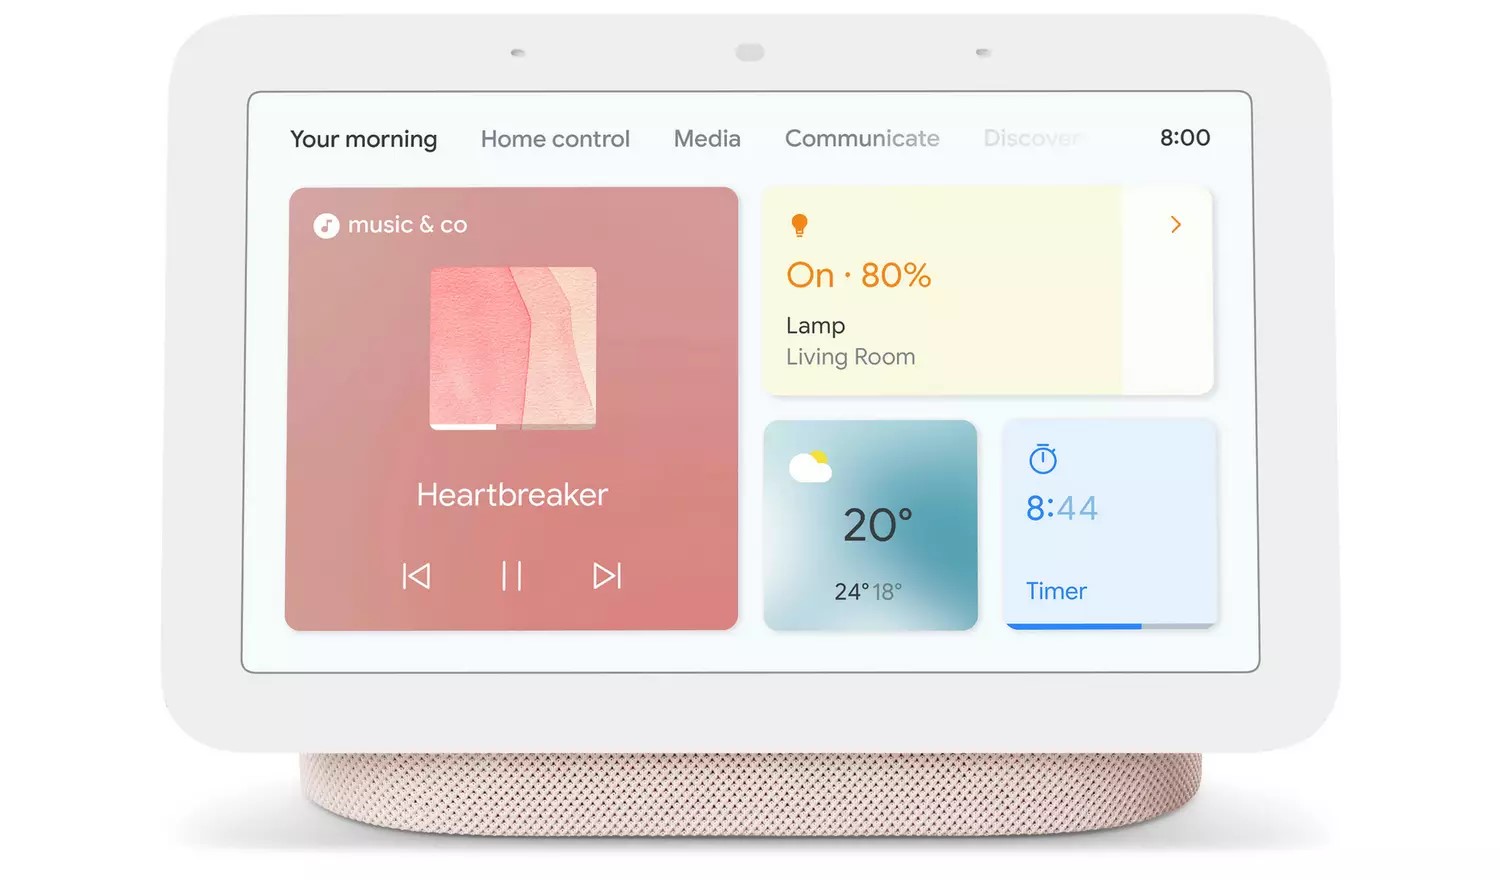 Your morning Home control Media Communicate Discover 8:00
music & co
Heartbreaker
On · 80%
Lamp
Living Room
20°
24° 18°
8:44
Timer